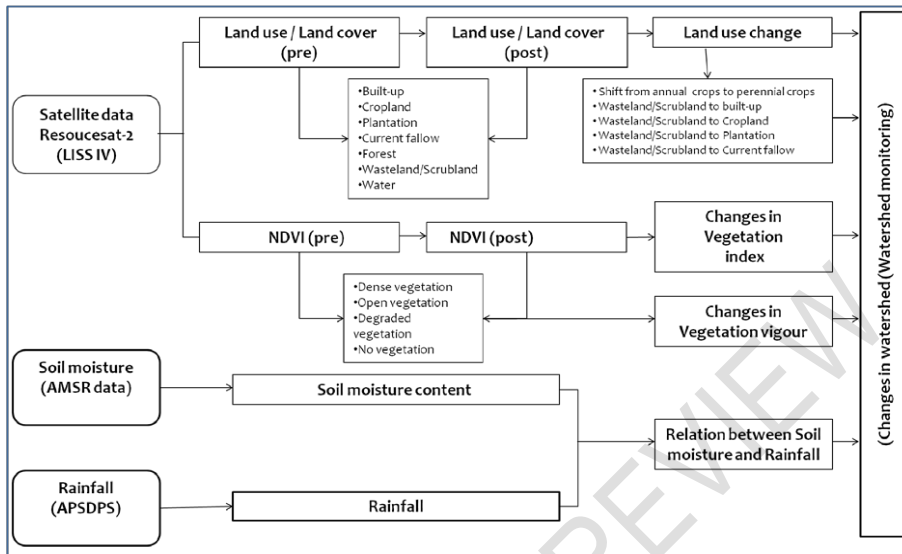 Land use / Land cover
(pre)
Land use / Land cover
(post)
Land use change
•Built-up
•Cropland
•Plantation
•Current fallow
•Forest
•Wasteland/Scrubland
•Water
•Shift from annual crops to perennial crops
•Wasteland/Scrubland to built-up
•Wasteland/Scrubland to Cropland
•Wasteland/Scrubland to Plantation
•Wasteland/Scrubland to Current fallow
Satellite data
Resoucesat-2
(LISS IV)
NDVI (pre)
NDVI (post)
Changes in
Vegetation
index
•Dense vegetation
•Open vegetation
•Degraded
vegetation
•No vegetation
Changes in
Vegetation vigour
Soil moisture
(AMSR data)
Soil moisture content
Relation between Soil
moisture and Rainfall
Rainfall
(APSDPS)
Rainfall
(Changes in watershed (Watershed monitoring)
REVIEW